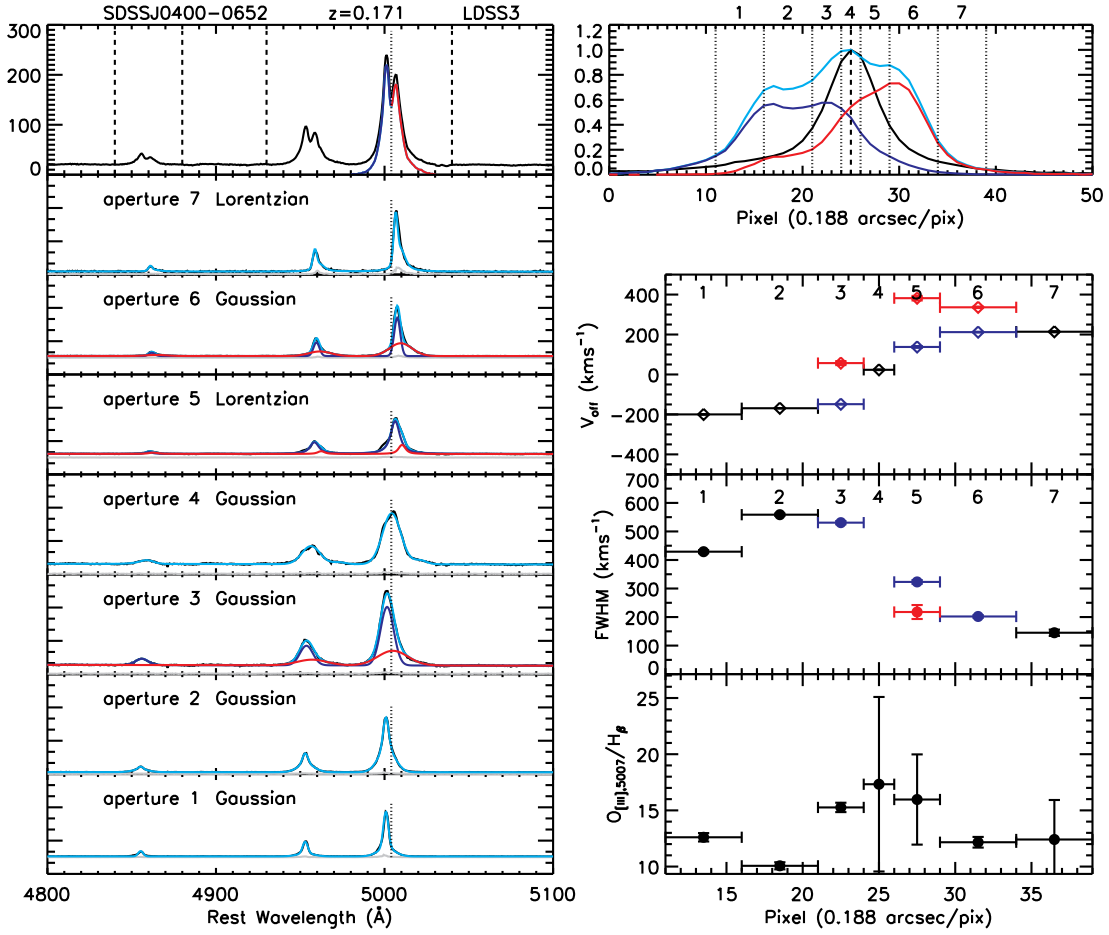 SDSSJ0400-0652 z=0.171 LDSS3
300
200
100
0
aperture 7 Lorentzian
aperture 6 Gaussian
aperture 5 Lorentzian
aperture 4 Gaussian
aperture 3 Gaussian
aperture 2 Gaussian
aperture 1 Gaussian
4800 4900 5000 5100
Rest Wavelength (Å)
1 2 3 4 5 6 7
1.2
1.0
0.8
0.6
0.4
0.2
0.0
0 10 20 30 40 50
Pixel (0.188 arcsec/pix)
1 2 3 4 5 6 7
400
200
0
-200
-400
V_off (kms⁻¹)
1 2 3 4 5 6 7
700
600
500
400
300
200
100
0
FWHM (kms⁻¹)
25
20
15
10
O_[III],5007/H_β
15 20 25 30 35
Pixel (0.188 arcsec/pix)